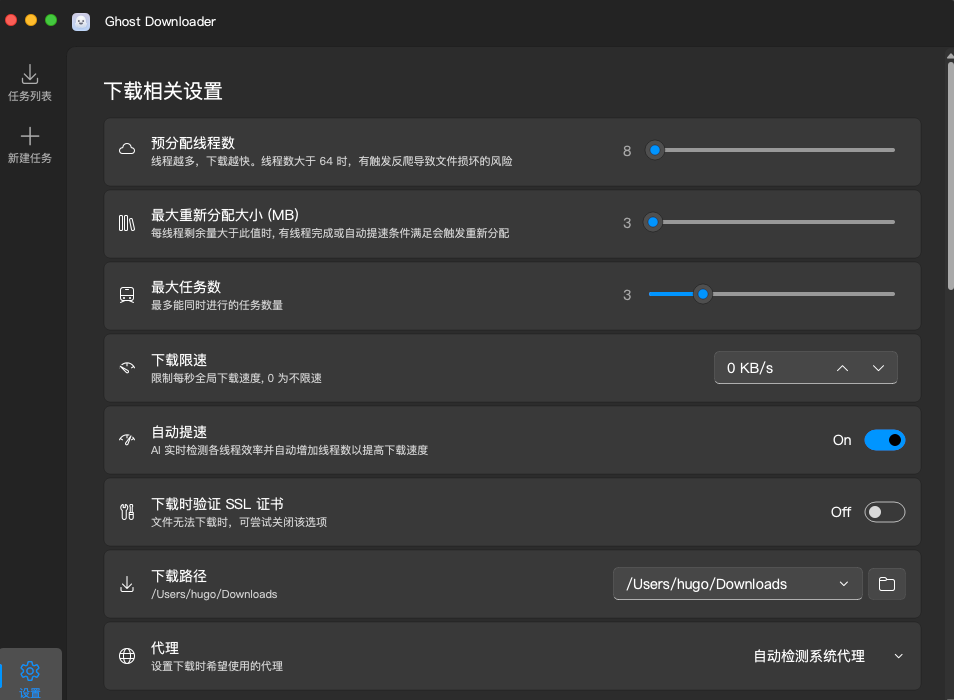 Ghost Downloader
任务列表
新建任务
下载相关设置
预分配线程数
线程越多，下载越快。线程数大于 64 时，有触发反爬导致文件损坏的风险
8
最大重新分配大小 (MB)
每线程剩余量大于此值时, 有线程完成或自动提速条件满足会触发重新分配
3
最大任务数
最多能同时进行的任务数量
3
下载限速
限制每秒全局下载速度, 0 为不限速
0 KB/s
自动提速
AI 实时检测各线程效率并自动增加线程数以提高下载速度
On
下载时验证 SSL 证书
文件无法下载时，可尝试关闭该选项
Off
下载路径
/Users/hugo/Downloads
/Users/hugo/Downloads
代理
设置下载时希望使用的代理
自动检测系统代理
设置